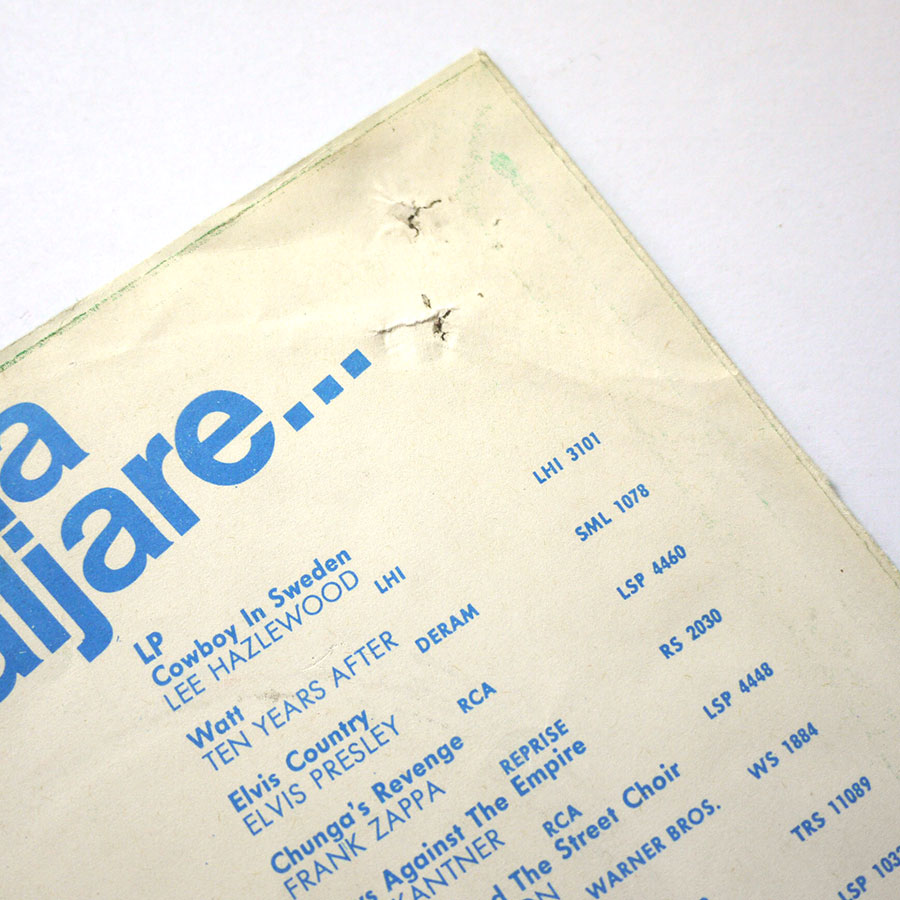 LP
Cowboy In Sweden
LEE HAZLEWOOD LHI LHI 3101
Watt
TEN YEARS AFTER DERAM SML 1078
Elvis Country
ELVIS PRESLEY RCA LSP 4460
Chunga's Revenge
FRANK ZAPPA REPRISE RS 2030
Against The Empire
KANTNER RCA LSP 4448
The Street Choir
WARNER BROS. WS 1884
TRS 11089
LSP